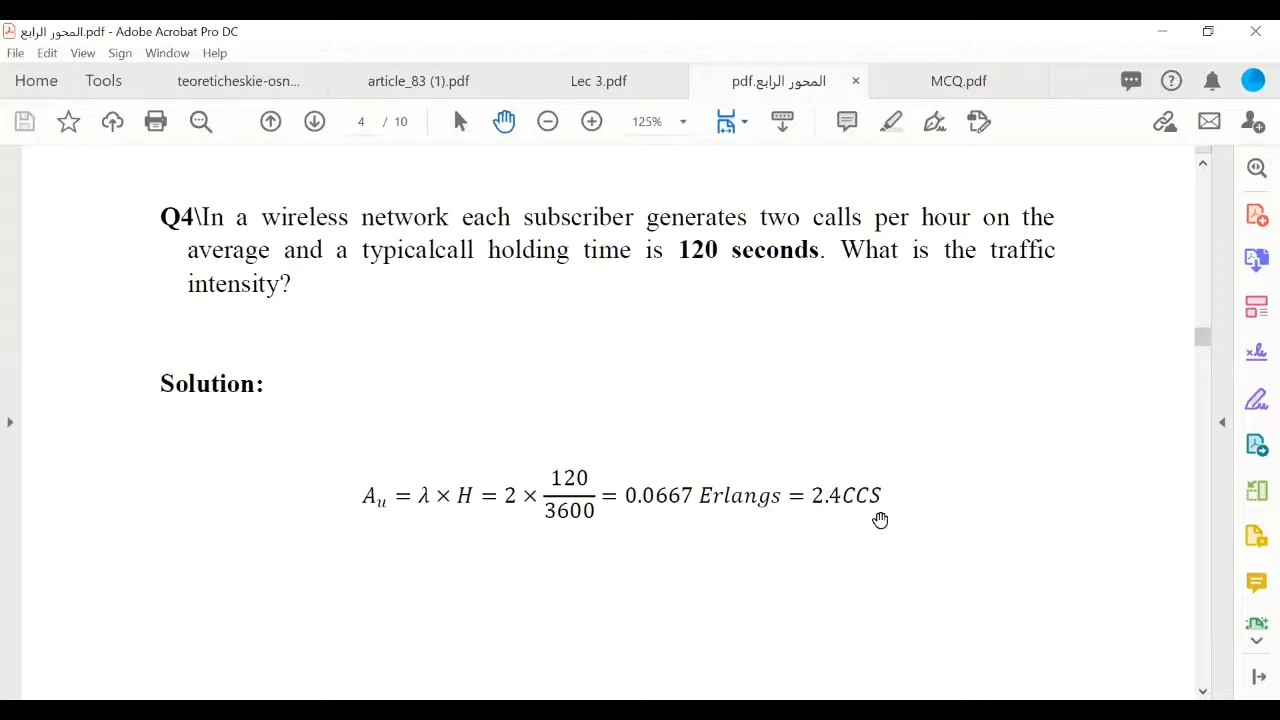 المحور الرابع.pdf - Adobe Acrobat Pro DC
File Edit View Sign Window Help
Home Tools teoreticheskie-osn... article_83 (1).pdf Lec 3.pdf المحور الرابع.pdf × MCQ.pdf
4 / 10 125%
Q4\In a wireless network each subscriber generates two calls per hour on the
average and a typicalcall holding time is 120 seconds. What is the traffic
intensity?
Solution:
A_u = λ × H = 2 × 120/3600 = 0.0667 Erlangs = 2.4CCS